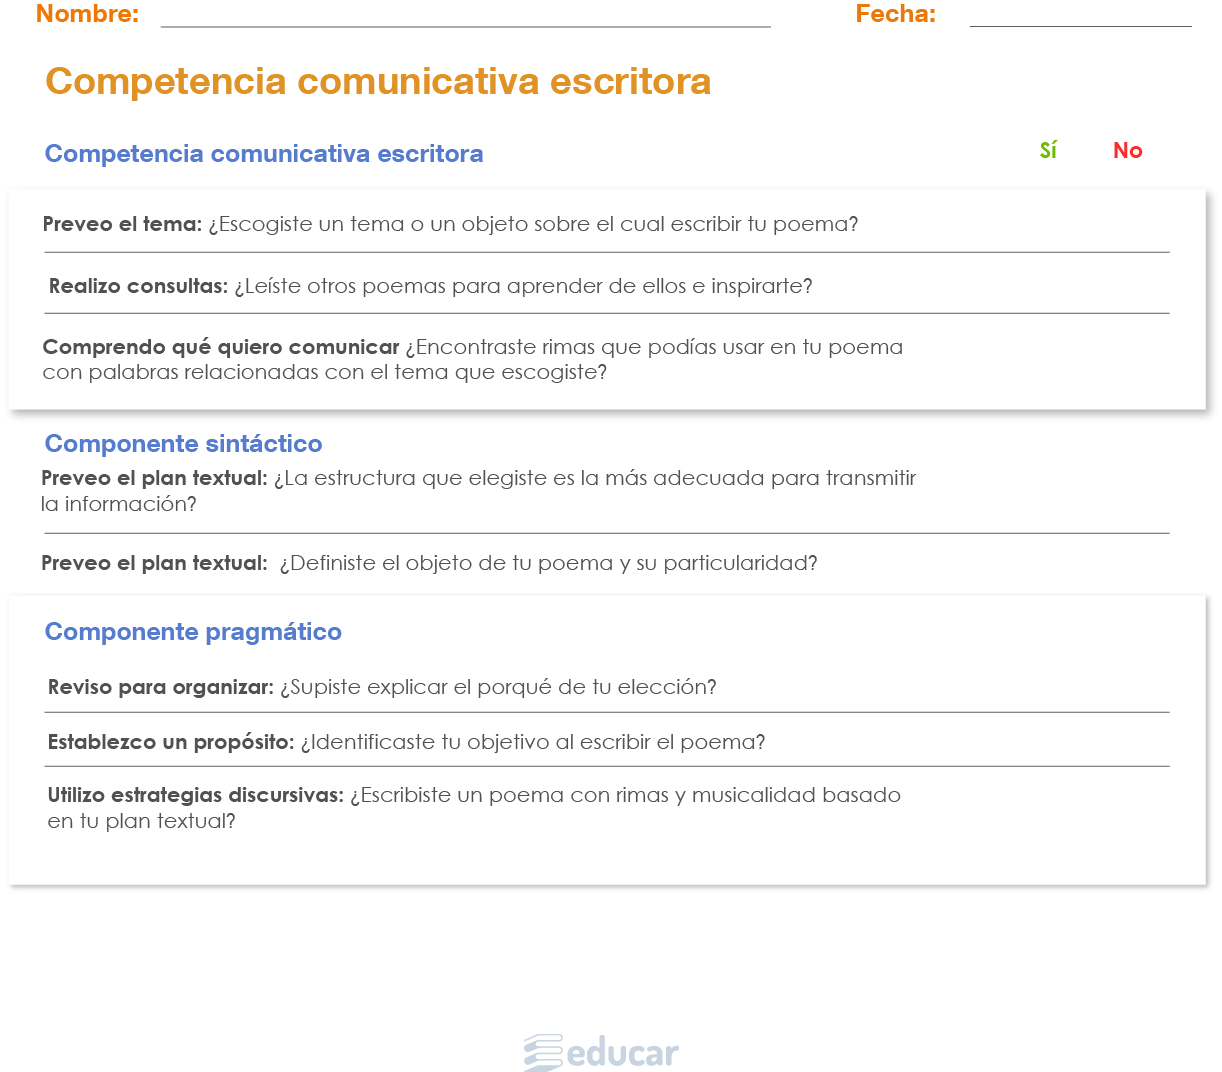 Nombre: Fecha:
Competencia comunicativa escritora
Competencia comunicativa escritora Sí No
Preveo el tema: ¿Escogiste un tema o un objeto sobre el cual escribir tu poema?
Realizo consultas: ¿Leíste otros poemas para aprender de ellos e inspirarte?
Comprendo qué quiero comunicar ¿Encontraste rimas que podías usar en tu poema
con palabras relacionadas con el tema que escogiste?
Componente sintáctico
Preveo el plan textual: ¿La estructura que elegiste es la más adecuada para transmitir
la información?
Preveo el plan textual: ¿Definiste el objeto de tu poema y su particularidad?
Componente pragmático
Reviso para organizar: ¿Supiste explicar el porqué de tu elección?
Establezco un propósito: ¿Identificaste tu objetivo al escribir el poema?
Utilizo estrategias discursivas: ¿Escribiste un poema con rimas y musicalidad basado
en tu plan textual?
educar